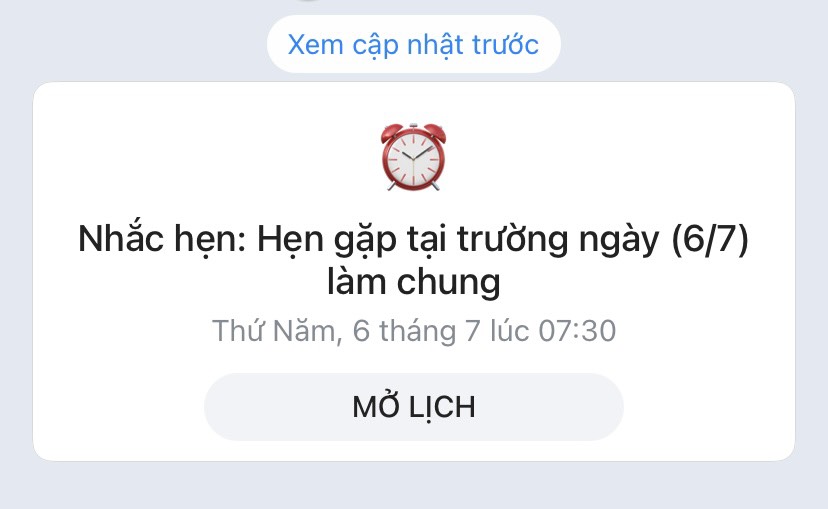 Xem cập nhật trước
Nhắc hẹn: Hẹn gặp tại trường ngày (6/7)
làm chung
Thứ Năm, 6 tháng 7 lúc 07:30
MỞ LỊCH